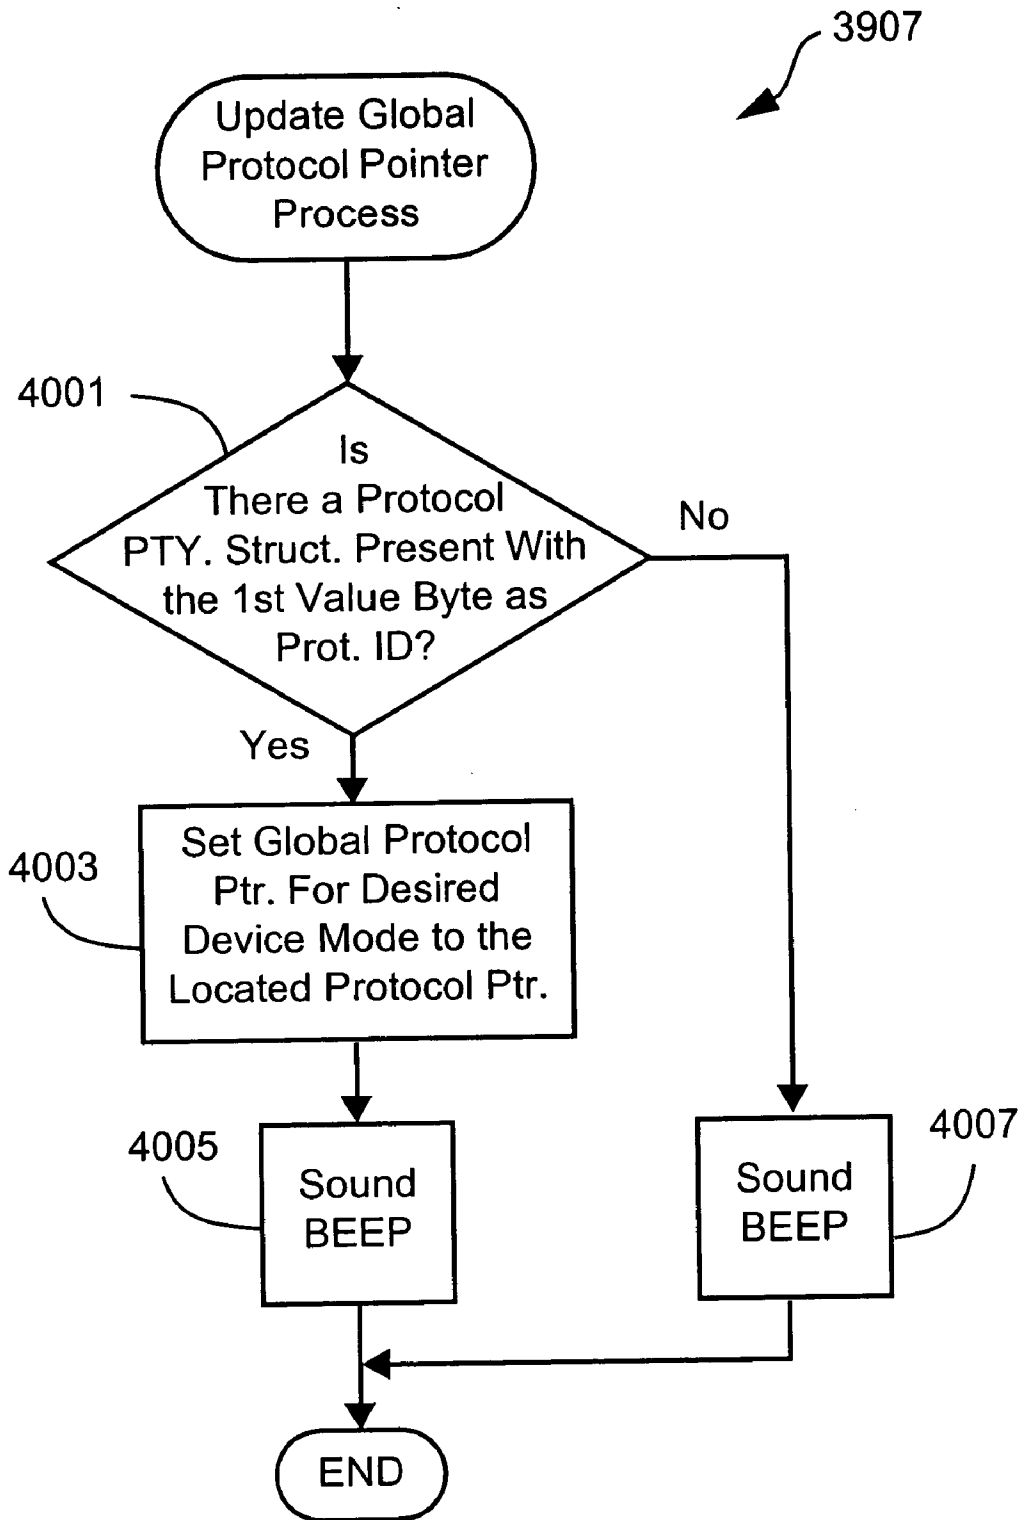 3907
Update Global
Protocol Pointer
Process
4001
Is
There a Protocol
PTY. Struct. Present With
the 1st Value Byte as
Prot. ID?
No
Yes
4003
Set Global Protocol
Ptr. For Desired
Device Mode to the
Located Protocol Ptr.
4005
Sound
BEEP
4007
Sound
BEEP
END